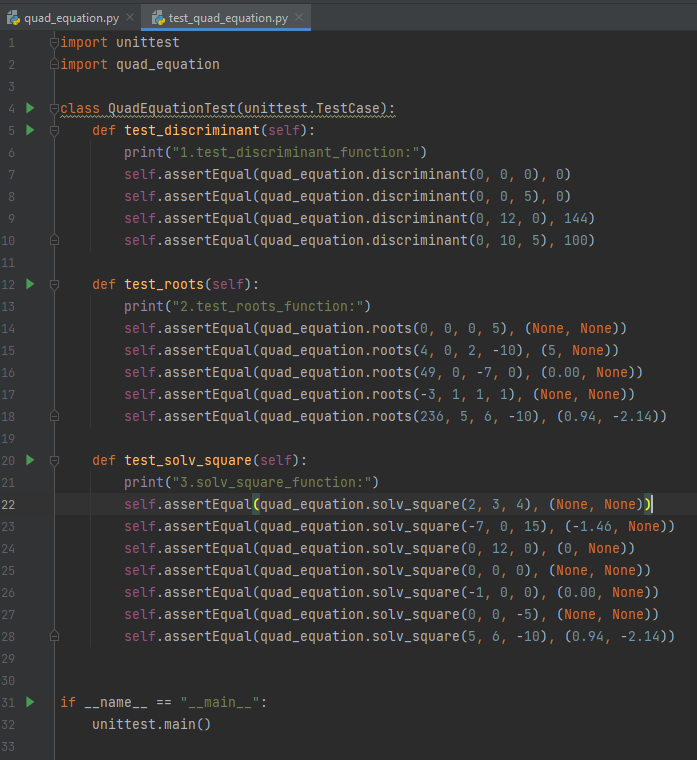 quad_equation.py × test_quad_equation.py ×
1 import unittest
2 import quad_equation
3
4 class QuadEquationTest(unittest.TestCase):
5     def test_discriminant(self):
6         print("1.test_discriminant_function:")
7         self.assertEqual(quad_equation.discriminant(0, 0, 0), 0)
8         self.assertEqual(quad_equation.discriminant(0, 0, 5), 0)
9         self.assertEqual(quad_equation.discriminant(0, 12, 0), 144)
10         self.assertEqual(quad_equation.discriminant(0, 10, 5), 100)
11
12     def test_roots(self):
13         print("2.test_roots_function:")
14         self.assertEqual(quad_equation.roots(0, 0, 0, 5), (None, None))
15         self.assertEqual(quad_equation.roots(4, 0, 2, -10), (5, None))
16         self.assertEqual(quad_equation.roots(49, 0, -7, 0), (0.00, None))
17         self.assertEqual(quad_equation.roots(-3, 1, 1, 1), (None, None))
18         self.assertEqual(quad_equation.roots(236, 5, 6, -10), (0.94, -2.14))
19
20     def test_solv_square(self):
21         print("3.solv_square_function:")
22         self.assertEqual(quad_equation.solv_square(2, 3, 4), (None, None))
23         self.assertEqual(quad_equation.solv_square(-7, 0, 15), (-1.46, None))
24         self.assertEqual(quad_equation.solv_square(0, 12, 0), (0, None))
25         self.assertEqual(quad_equation.solv_square(0, 0, 0), (None, None))
26         self.assertEqual(quad_equation.solv_square(-1, 0, 0), (0.00, None))
27         self.assertEqual(quad_equation.solv_square(0, 0, -5), (None, None))
28         self.assertEqual(quad_equation.solv_square(5, 6, -10), (0.94, -2.14))
29
30
31 if __name__ == "__main__":
32     unittest.main()
33